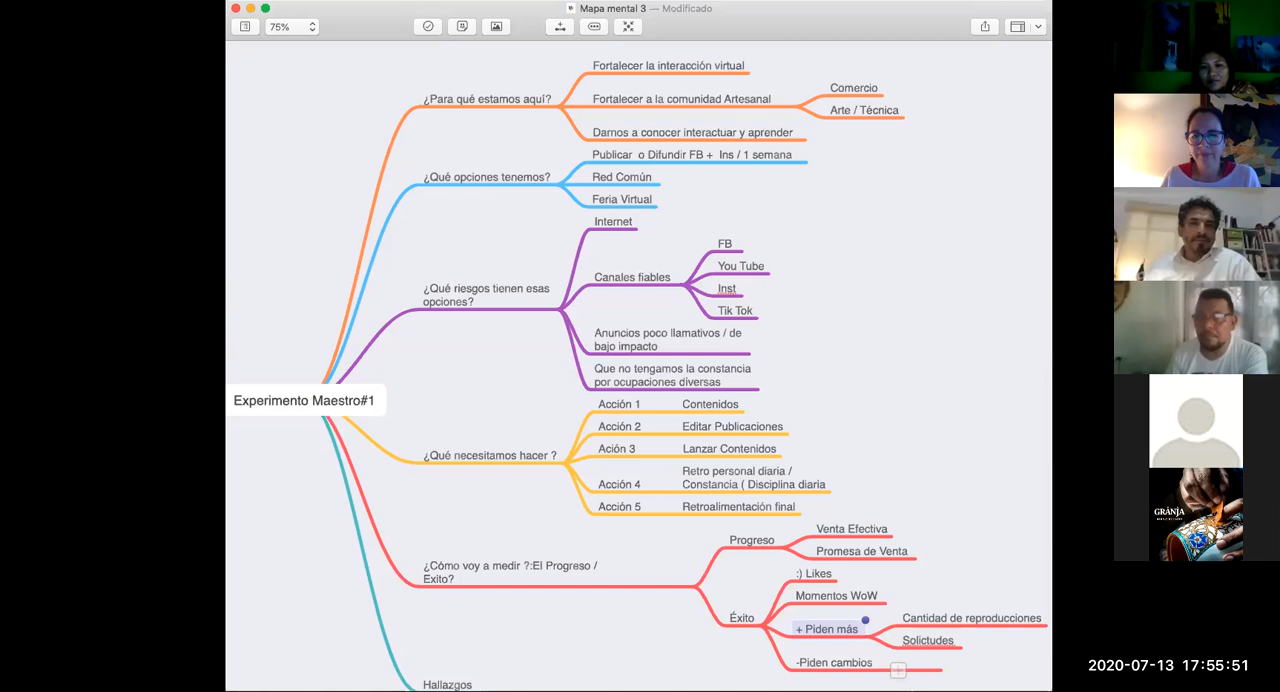 Mapa mental 3 — Modificado
75%
¿Para qué estamos aquí?
Fortalecer la interacción virtual
Fortalecer a la comunidad Artesanal
Comercio
Arte / Técnica
Darnos a conocer interactuar y aprender
¿Qué opciones tenemos?
Publicar o Difundir FB + Ins / 1 semana
Red Común
Feria Virtual
¿Qué riesgos tienen esas
opciones?
Internet
Canales fiables
FB
You Tube
Inst
Tik Tok
Anuncios poco llamativos / de
bajo impacto
Que no tengamos la constancia
por ocupaciones diversas
Experimento Maestro#1
¿Qué necesitamos hacer ?
Acción 1 Contenidos
Acción 2 Editar Publicaciones
Ación 3 Lanzar Contenidos
Acción 4 Retro personal diaria /
Constancia ( Disciplina diaria
Acción 5 Retroalimentación final
¿Cómo voy a medir ?:El Progreso /
Exito?
Progreso
Venta Efectiva
Promesa de Venta
Éxito
:) Likes
Momentos WoW
+ Piden más
Cantidad de reproducciones
Solictudes
-Piden cambios
Hallazgos
GRANJA
2020-07-13 17:55:51